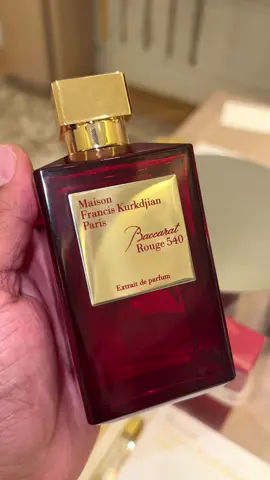 Maison
Francis Kurkdjian
Paris
Baccarat
Rouge 540
Extrait de parfum